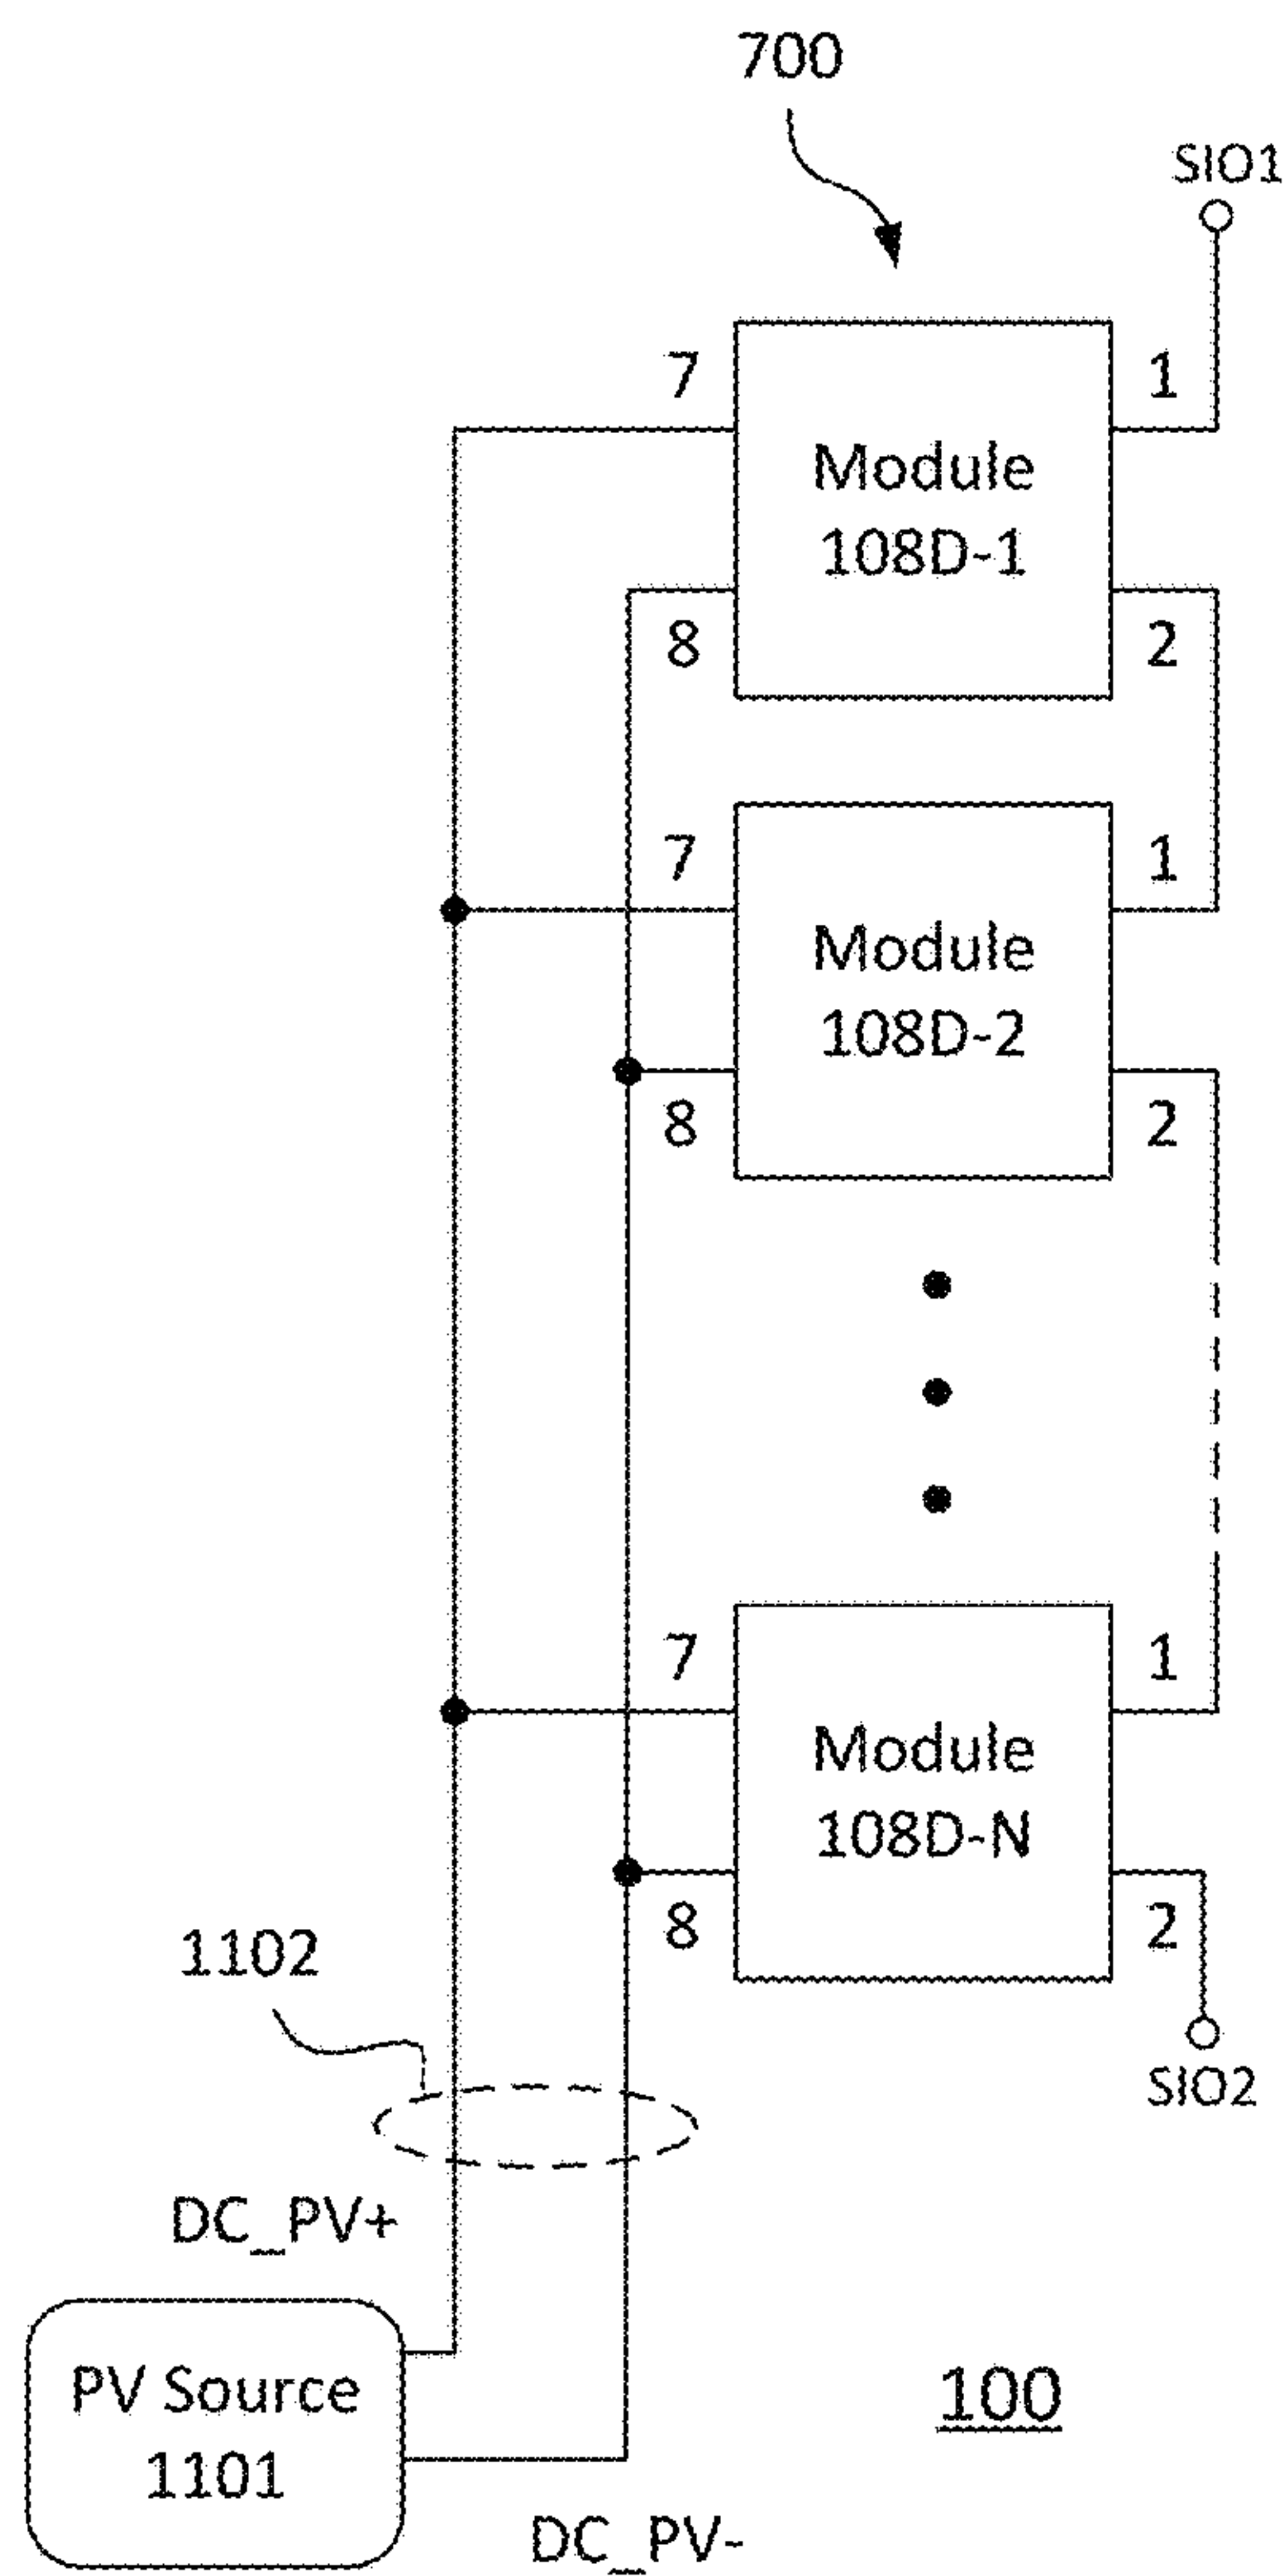 700
SIO1
7
1
Module
108D-1
8
2
7
1
Module
108D-2
8
2
7
1
Module
108D-N
8
2
1102
SIO2
DC_PV+
PV Source
1101
100
DC_PV-